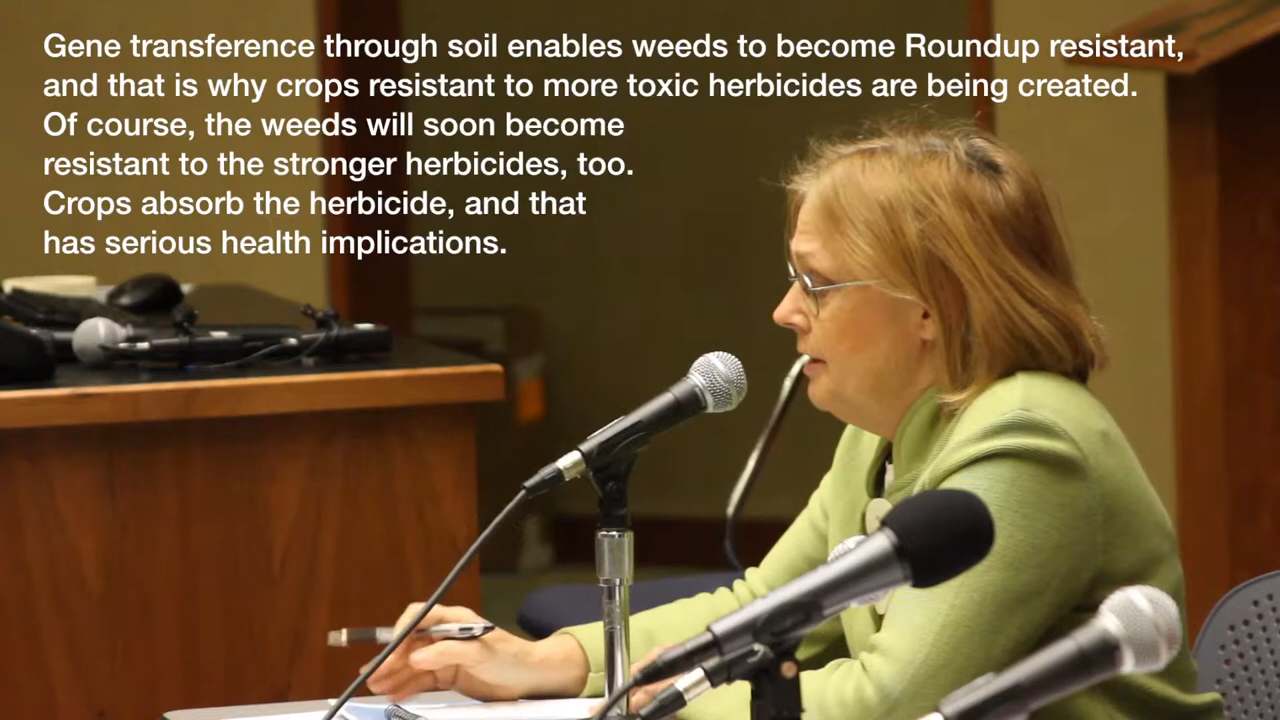 Gene transference through soil enables weeds to become Roundup resistant,
and that is why crops resistant to more toxic herbicides are being created.
Of course, the weeds will soon become
resistant to the stronger herbicides, too.
Crops absorb the herbicide, and that
has serious health implications.